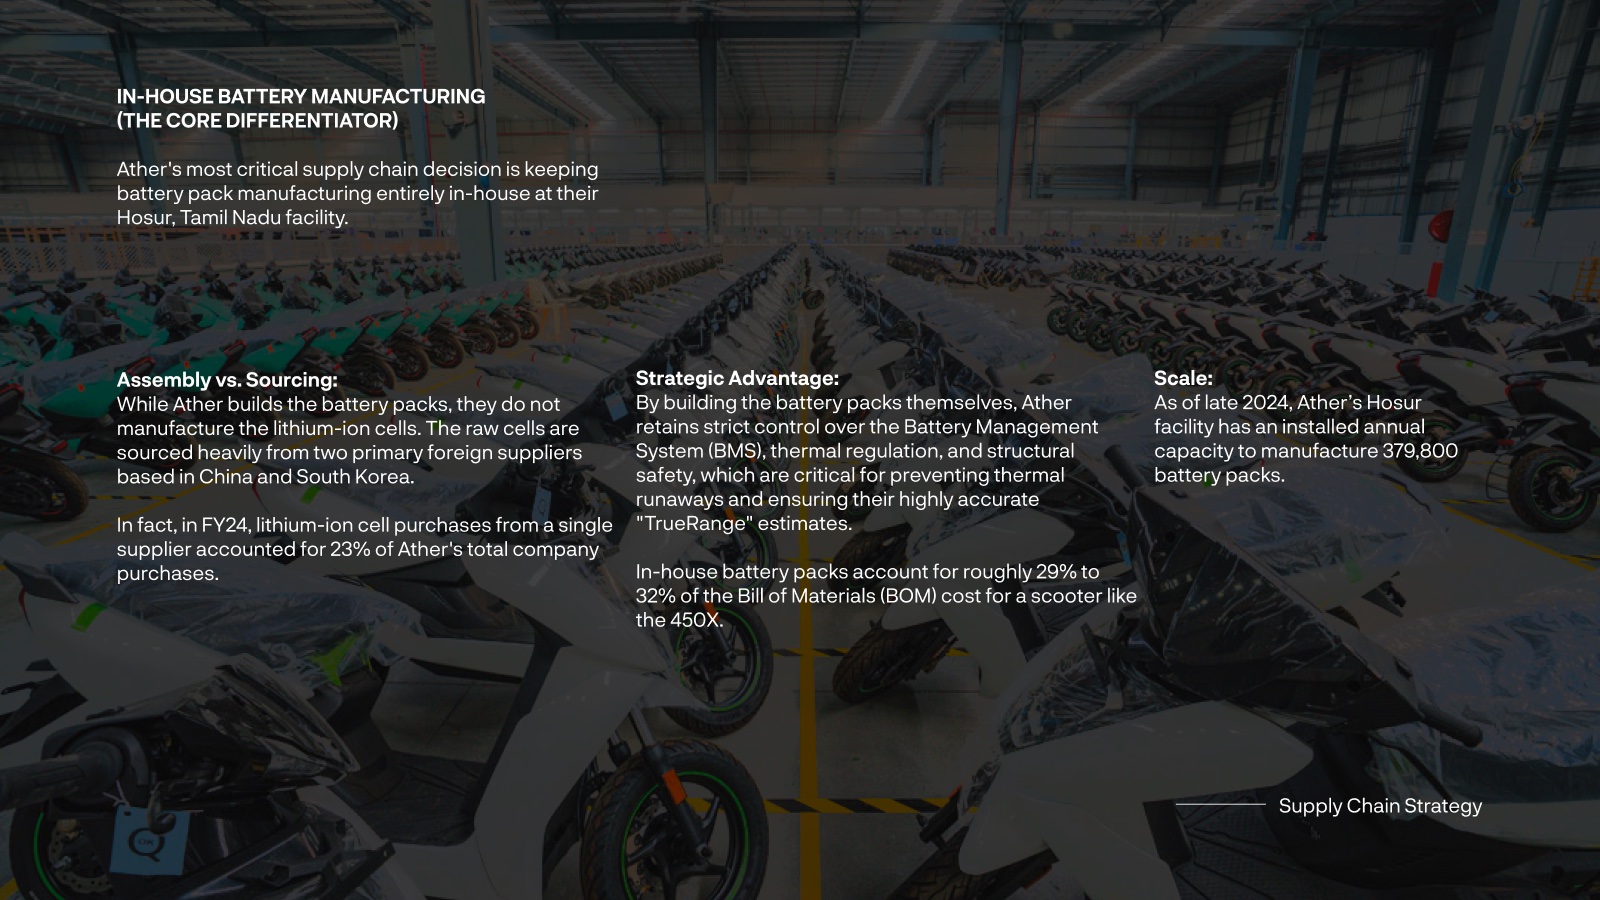 IN-HOUSE BATTERY MANUFACTURING
(THE CORE DIFFERENTIATOR)
Ather's most critical supply chain decision is keeping
battery pack manufacturing entirely in-house at their
Hosur, Tamil Nadu facility.
Assembly vs. Sourcing:
While Ather builds the battery packs, they do not
manufacture the lithium-ion cells. The raw cells are
sourced heavily from two primary foreign suppliers
based in China and South Korea.
In fact, in FY24, lithium-ion cell purchases from a single
supplier accounted for 23% of Ather's total company
purchases.
Strategic Advantage:
By building the battery packs themselves, Ather
retains strict control over the Battery Management
System (BMS), thermal regulation, and structural
safety, which are critical for preventing thermal
runaways and ensuring their highly accurate
"TrueRange" estimates.
In-house battery packs account for roughly 29% to
32% of the Bill of Materials (BOM) cost for a scooter like
the 450X.
Scale:
As of late 2024, Ather’s Hosur
facility has an installed annual
capacity to manufacture 379,800
battery packs.
Supply Chain Strategy
OK